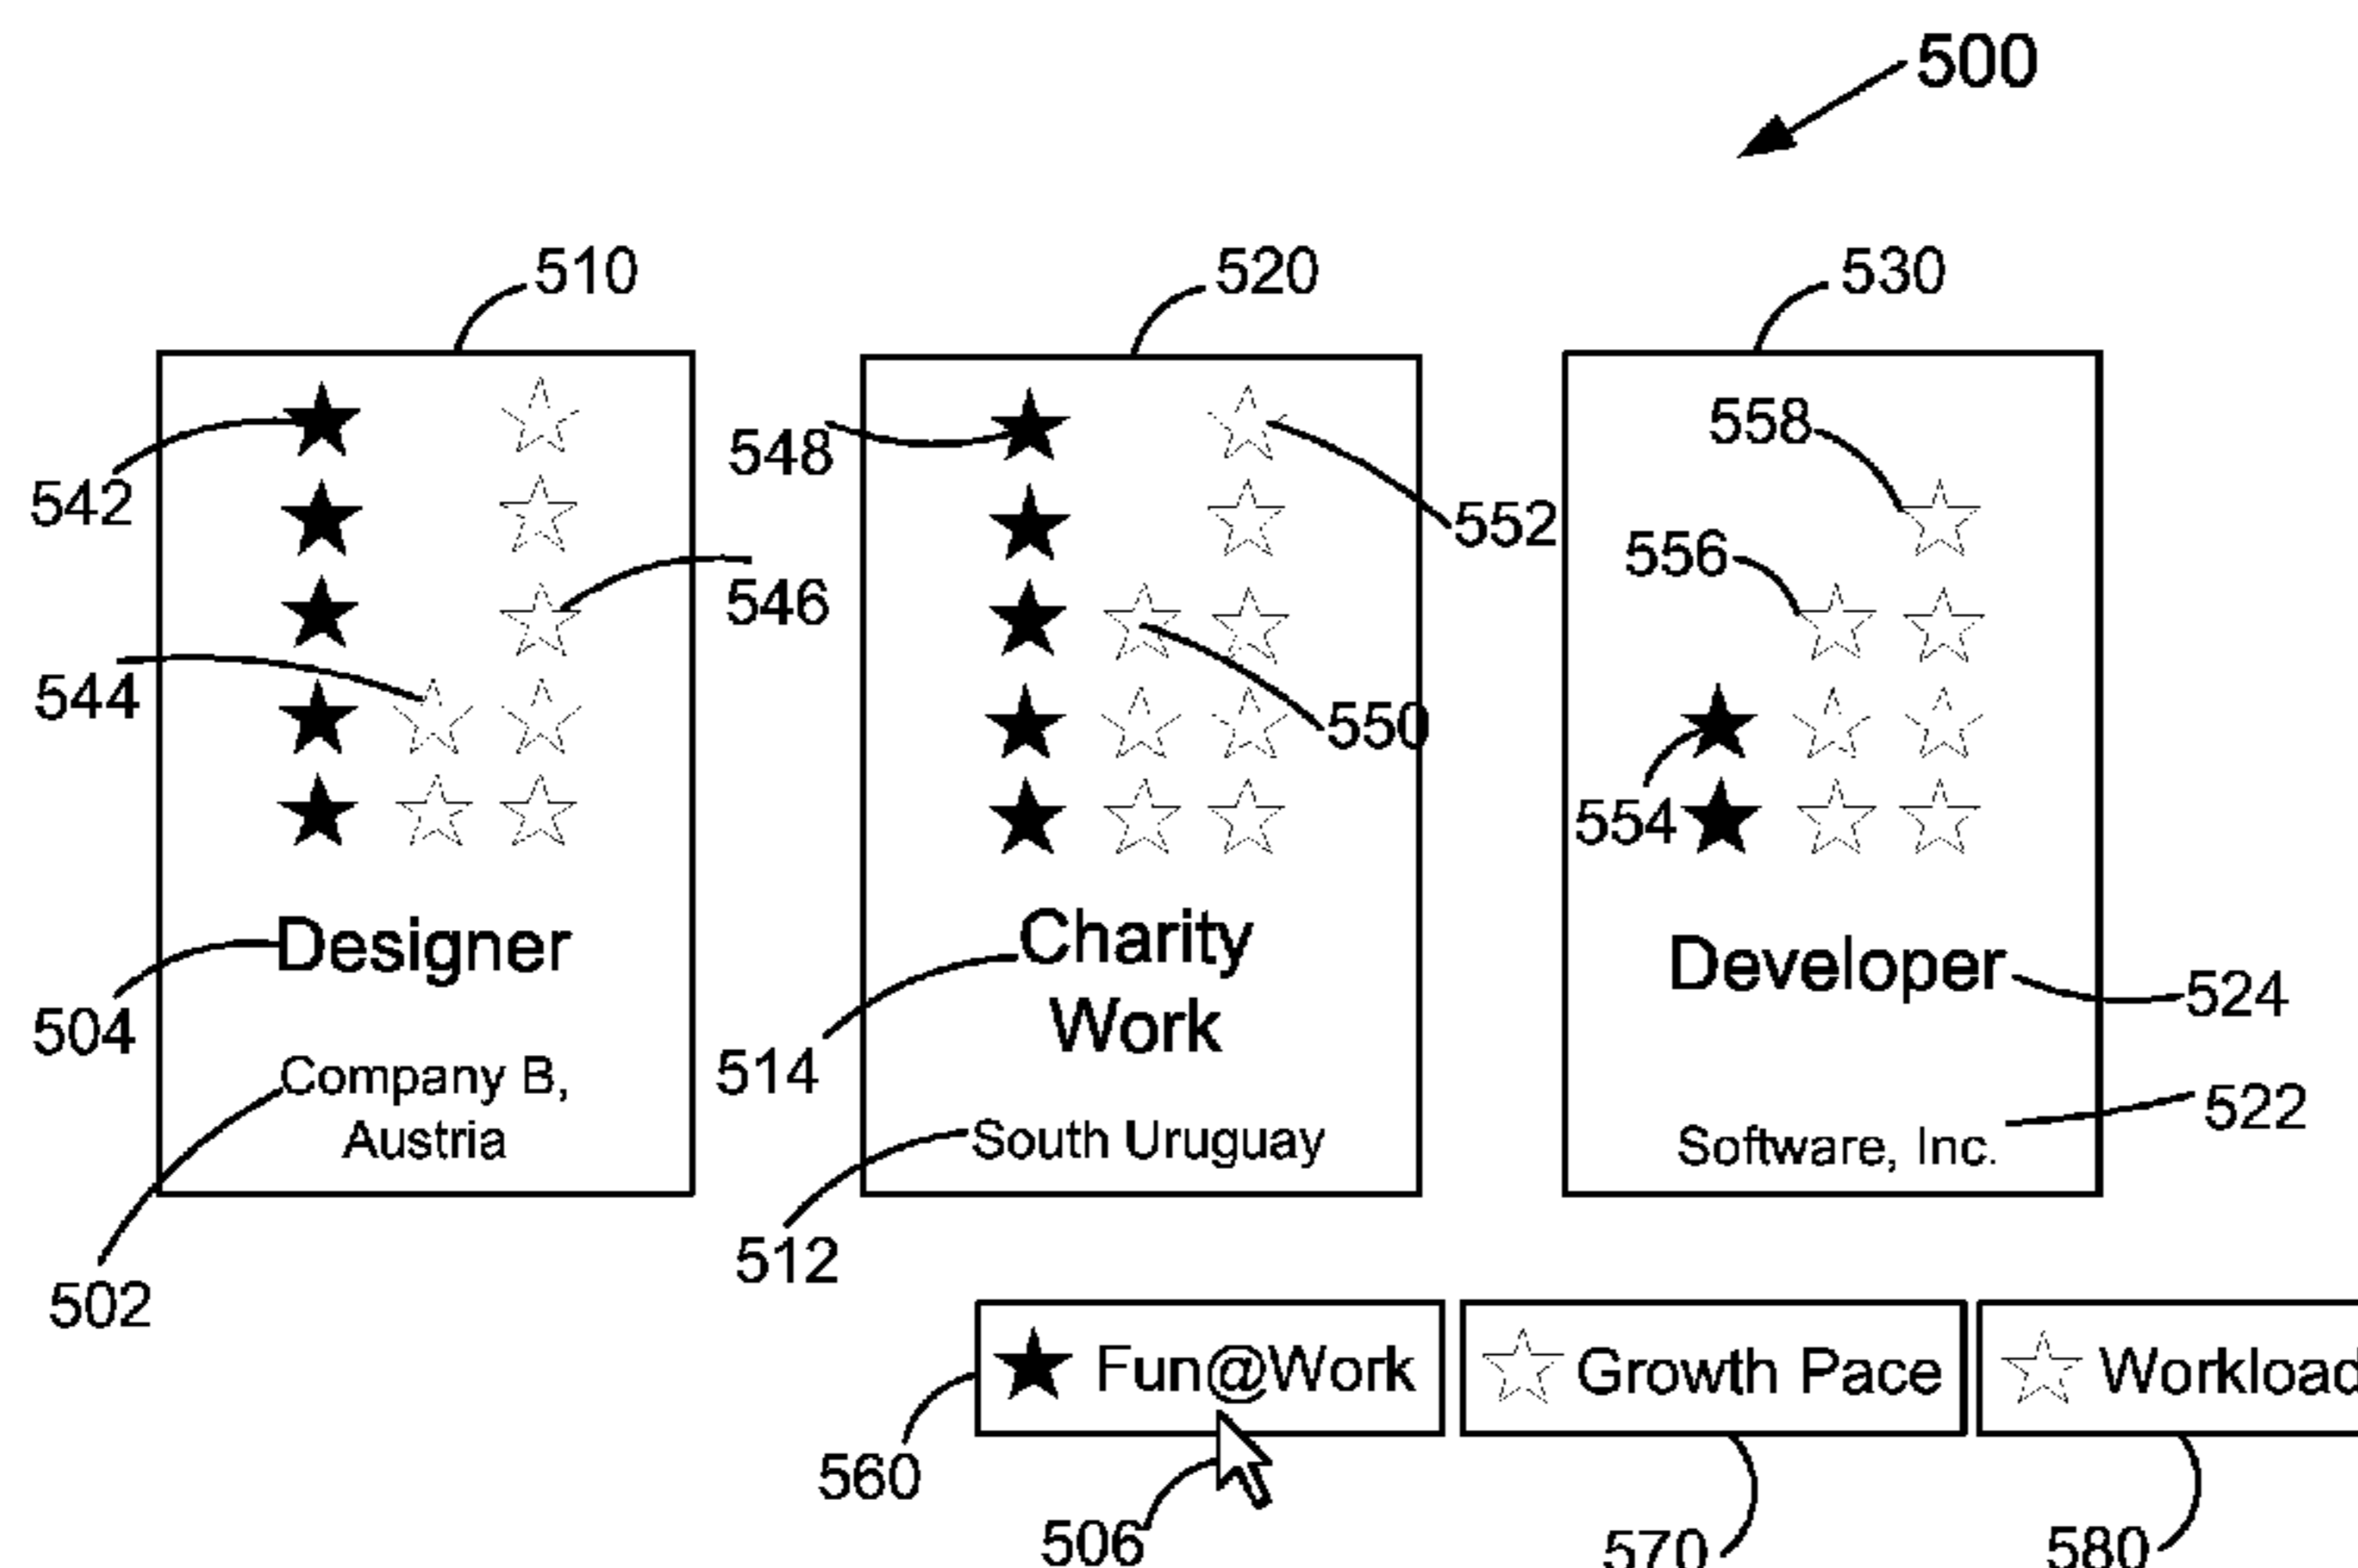 500
510
520
530
542
548
552
558
556
546
544
550
554
Designer
Charity
Work
Developer
504
514
524
Company B,
Austria
South Uruguay
Software, Inc.
522
502
512
Fun@Work
Growth Pace
Workload
560
506
570
580